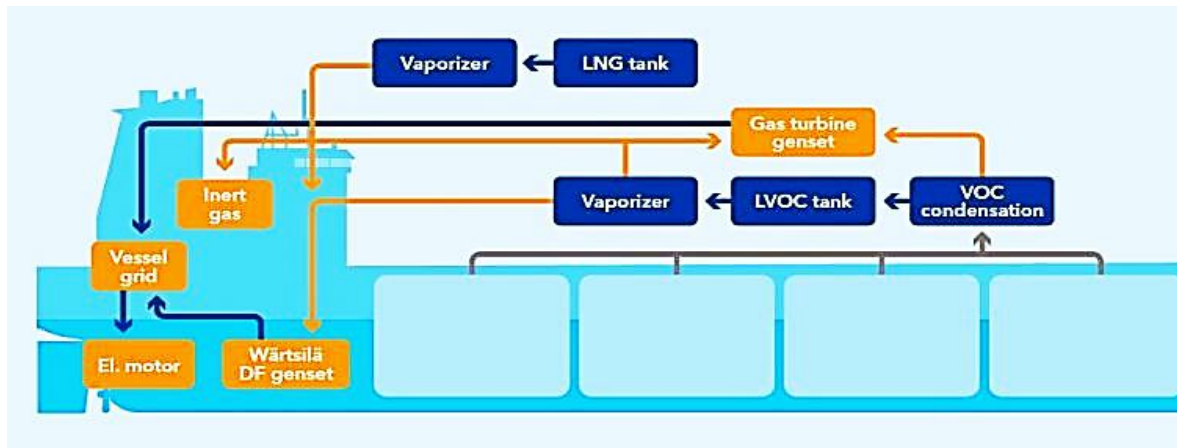 Vaporizer
LNG tank
Gas turbine
genset
Inert
gas
Vaporizer
LVOC tank
VOC
condensation
Vessel
grid
El. motor
Wärtsilä
DF genset